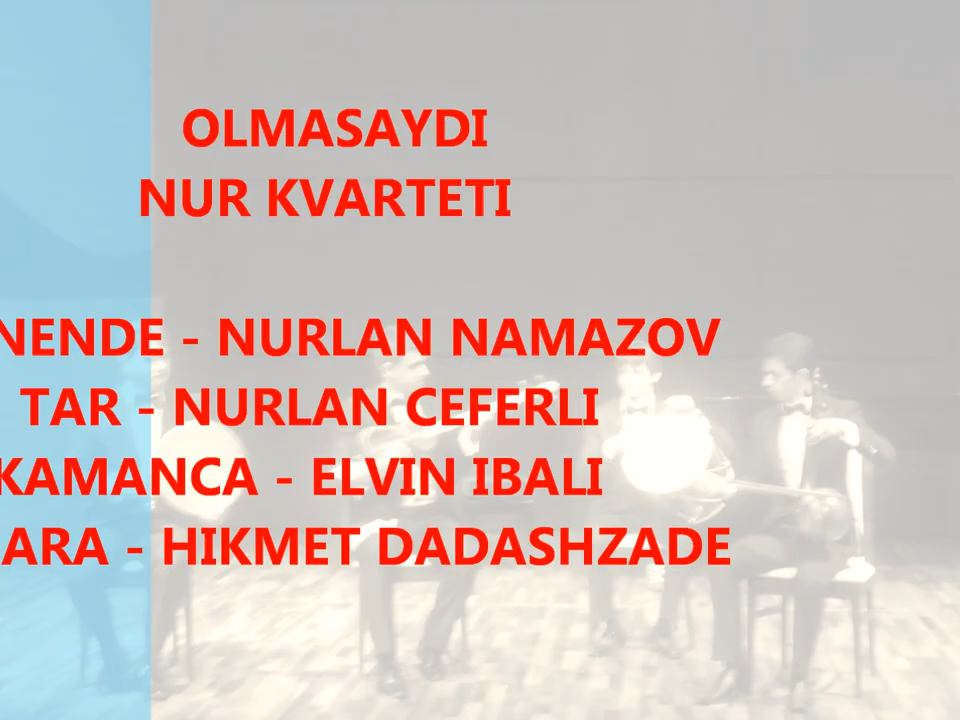 OLMASAYDI
NUR KVARTETI
NENDE - NURLAN NAMAZOV
TAR - NURLAN CEFERLI
KAMANCA - ELVIN IBALI
ARA - HIKMET DADASHZADE